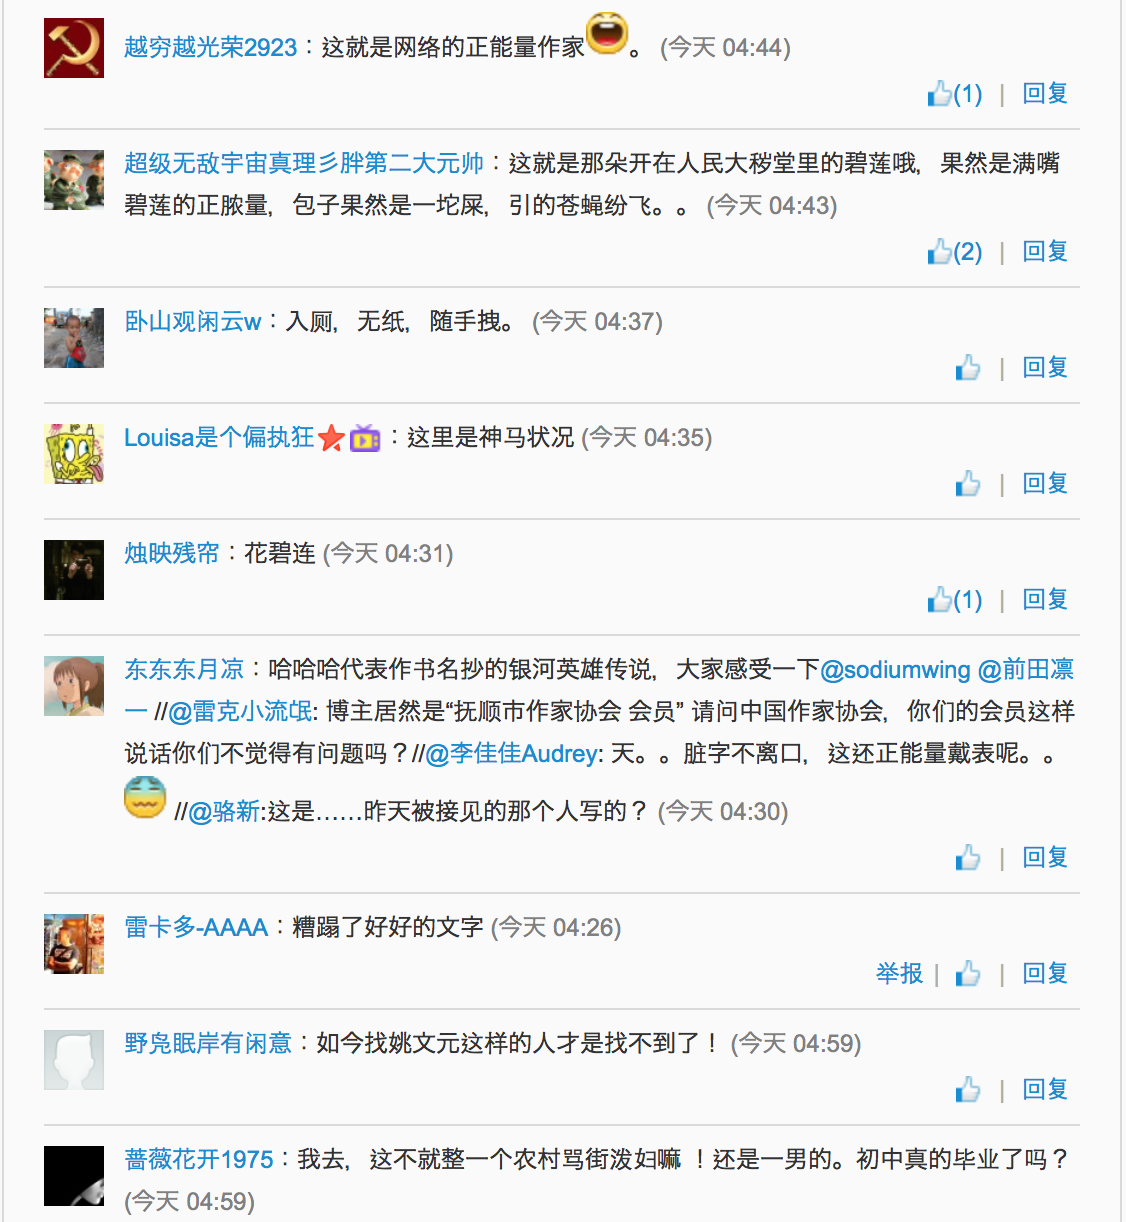 越穷越光荣2923：这就是网络的正能量作家。 (今天 04:44)
(1) | 回复
超级无敌宇宙真理彡胖第二大元帅：这就是那朵开在人民大秽堂里的碧莲哦，果然是满嘴
碧莲的正脓量，包子果然是一坨屎，引的苍蝇纷飞。。 (今天 04:43)
(2) | 回复
卧山观闲云w：入厕，无纸，随手拽。 (今天 04:37)
| 回复
Louisa是个偏执狂：这里是神马状况 (今天 04:35)
| 回复
烛映残帘：花碧连 (今天 04:31)
(1) | 回复
东东东月凉：哈哈哈代表作书名抄的银河英雄传说，大家感受一下@sodiumwing @前田凛
一 //@雷克小流氓: 博主居然是“抚顺市作家协会 会员” 请问中国作家协会，你们的会员这样
说话你们不觉得有问题吗？//@李佳佳Audrey: 天。。脏字不离口，这还正能量戴表呢。。
//@骆新:这是……昨天被接见的那个人写的？ (今天 04:30)
| 回复
雷卡多-AAAA：糟蹋了好好的文字 (今天 04:26)
举报 | | 回复
野凫眠岸有闲意：如今找姚文元这样的人才是找不到了！ (今天 04:59)
| 回复
蔷薇花开1975：我去，这不就整一个农村骂街泼妇嘛 ！还是一男的。初中真的毕业了吗？
(今天 04:59)